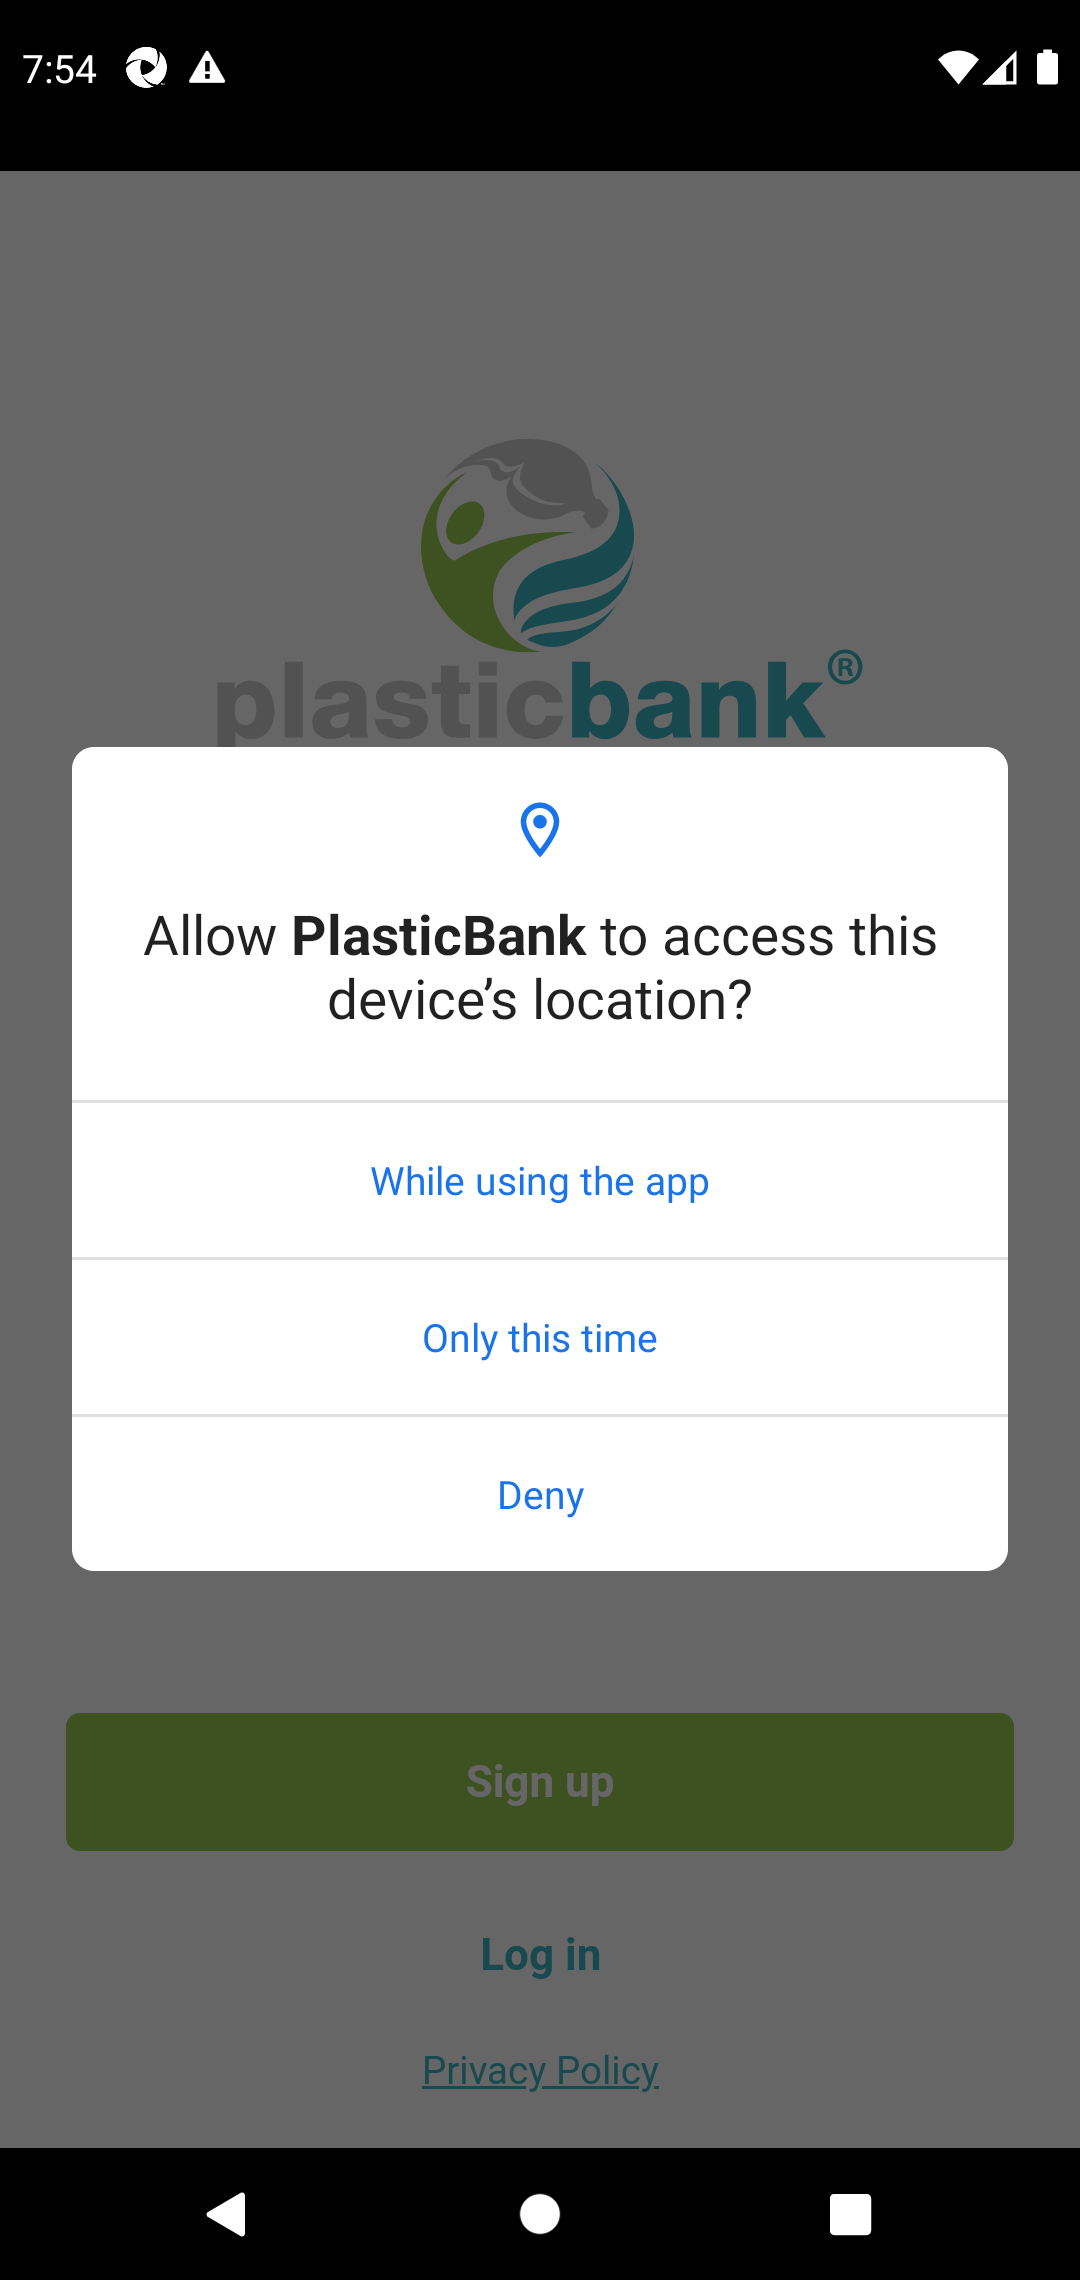 7:54
plasticbank®
Allow PlasticBank to access this
device’s location?
While using the app
Only this time
Deny
Sign up
Log in
Privacy Policy